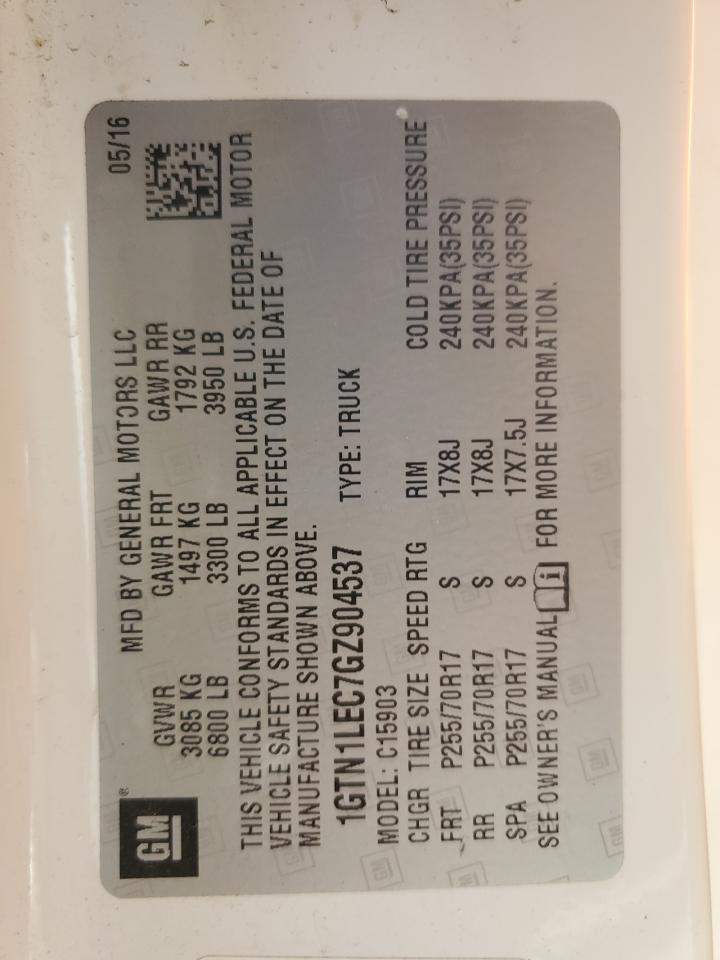 GM®
MFD BY GENERAL MOTORS LLC 05/16
GVWR GAWR FRT GAWR RR
3085 KG 1497 KG 1792 KG
6800 LB 3300 LB 3950 LB
THIS VEHICLE CONFORMS TO ALL APPLICABLE U.S. FEDERAL MOTOR
VEHICLE SAFETY STANDARDS IN EFFECT ON THE DATE OF
MANUFACTURE SHOWN ABOVE.
1GTN1LEC7GZ904537 TYPE: TRUCK
MODEL: C15903
CHGR TIRE SIZE SPEED RTG RIM COLD TIRE PRESSURE
FRT P255/70R17 S 17X8J 240KPA(35PSI)
RR P255/70R17 S 17X8J 240KPA(35PSI)
SPA P255/70R17 S 17X7.5J 240KPA(35PSI)
SEE OWNER'S MANUAL i FOR MORE INFORMATION.